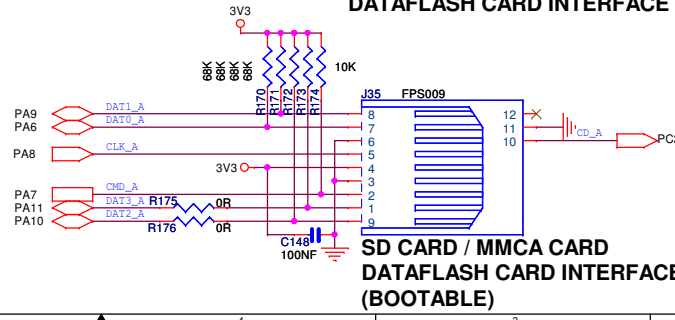 DATAFLASH CARD INTERFACE
3V3
68K
68K
68K
68K
10K
R170
R171
R172
R173
R174
J35 FPS009
PA9 DAT1_A 8 12
PA6 DAT0_A 7 11
6 10 CD_A PC2
PA8 CLK_A 5
3V3 4
3
PA7 CMD_A 2
PA11 DAT3_A R175 0R 1
PA10 DAT2_A R176 0R 9
C148
100NF
SD CARD / MMCA CARD
DATAFLASH CARD INTERFACE
(BOOTABLE)